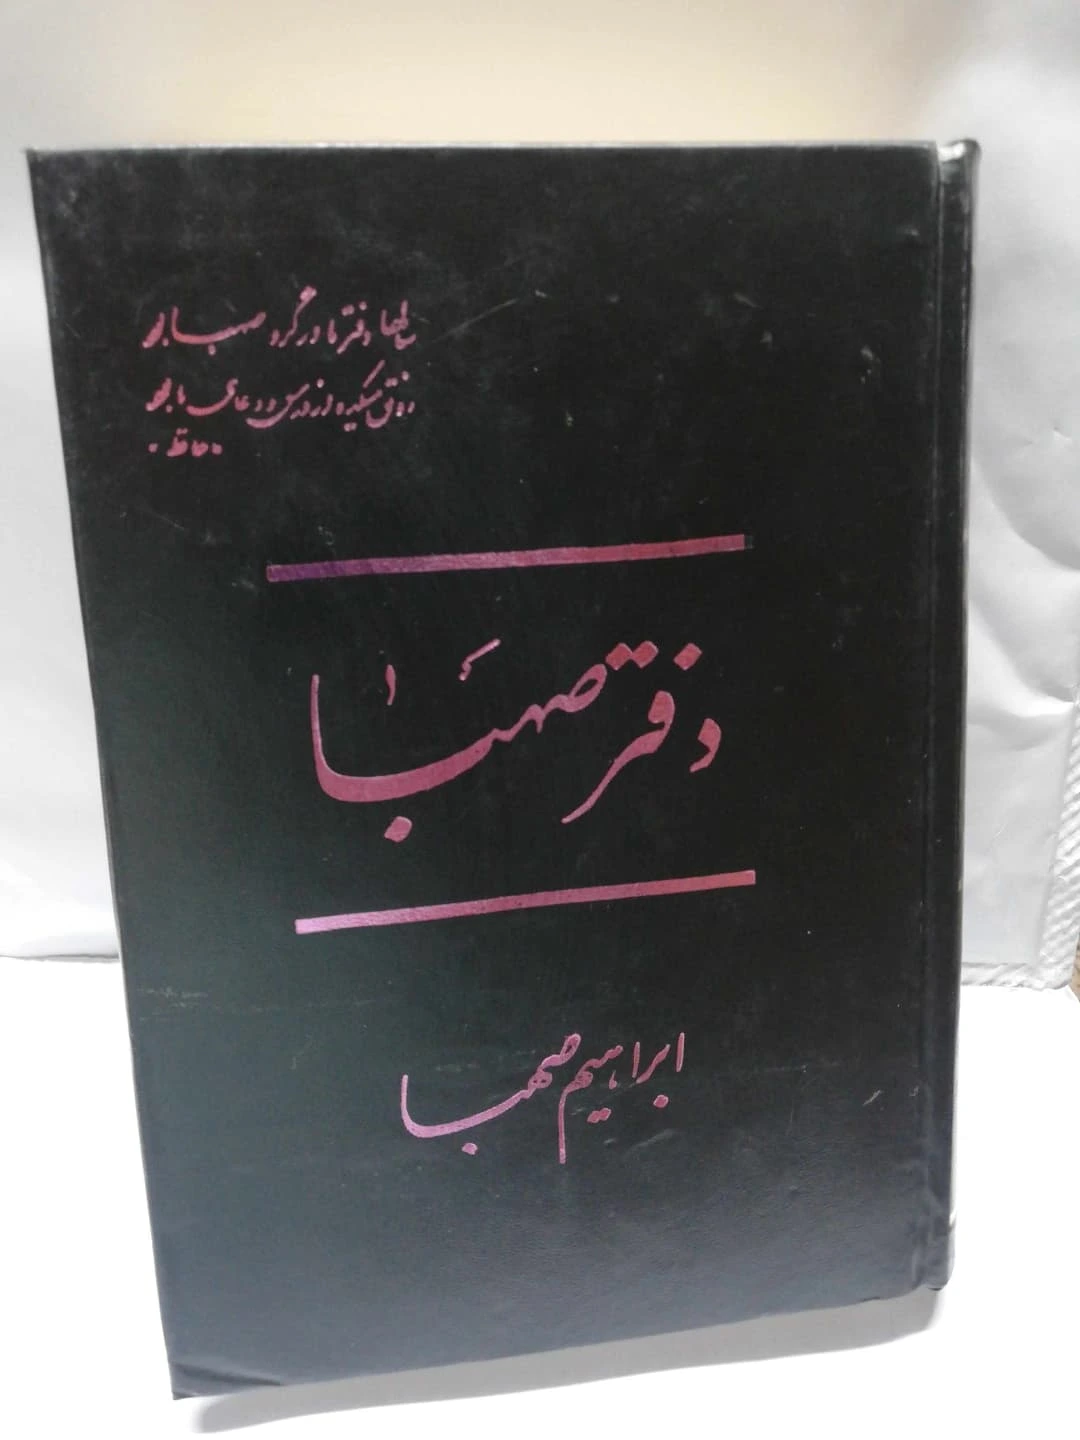 سالها دفتر ما در گرو صهبا بود
رونق میکده از درس و دعای ما بود
«حافظ»
دفتر صهبا
ابراهیم صهبا